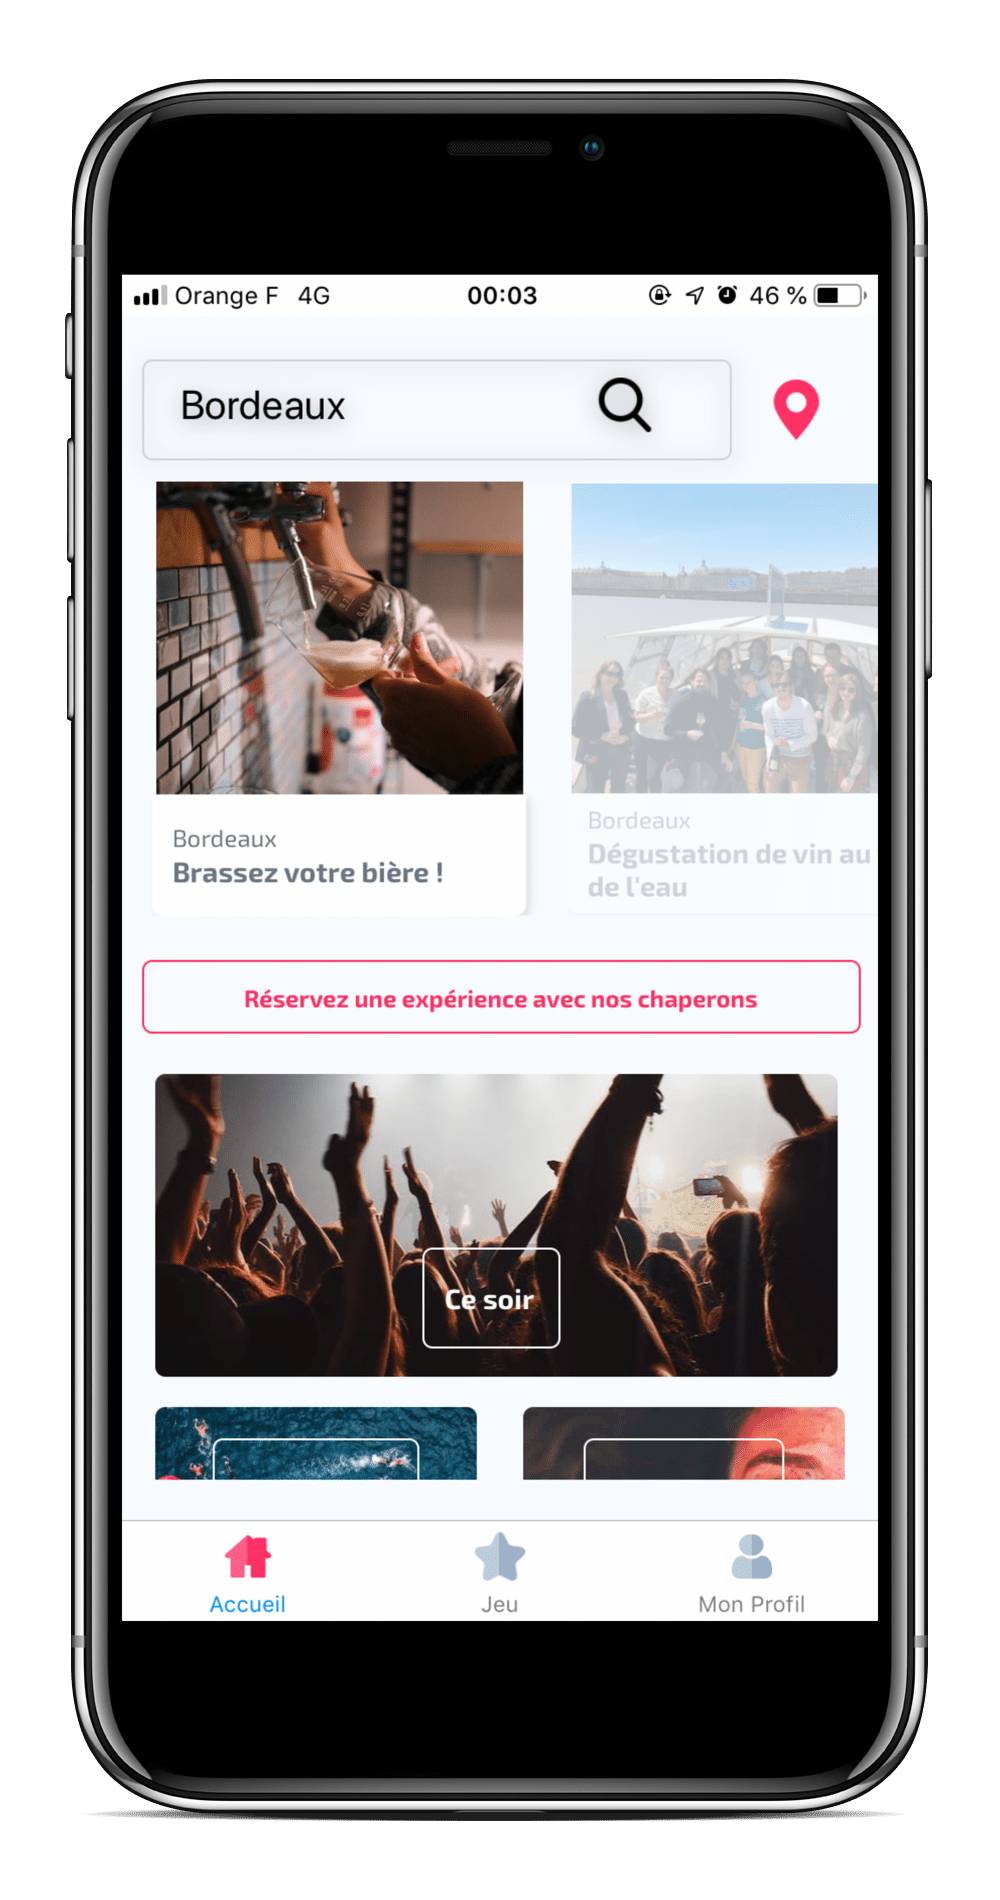 Orange F 4G 00:03 46 %
Bordeaux
Bordeaux
Brassez votre bière !
Bordeaux
Dégustation de vin au
de l'eau
Réservez une expérience avec nos chaperons
Ce soir
Accueil
Jeu
Mon Profil